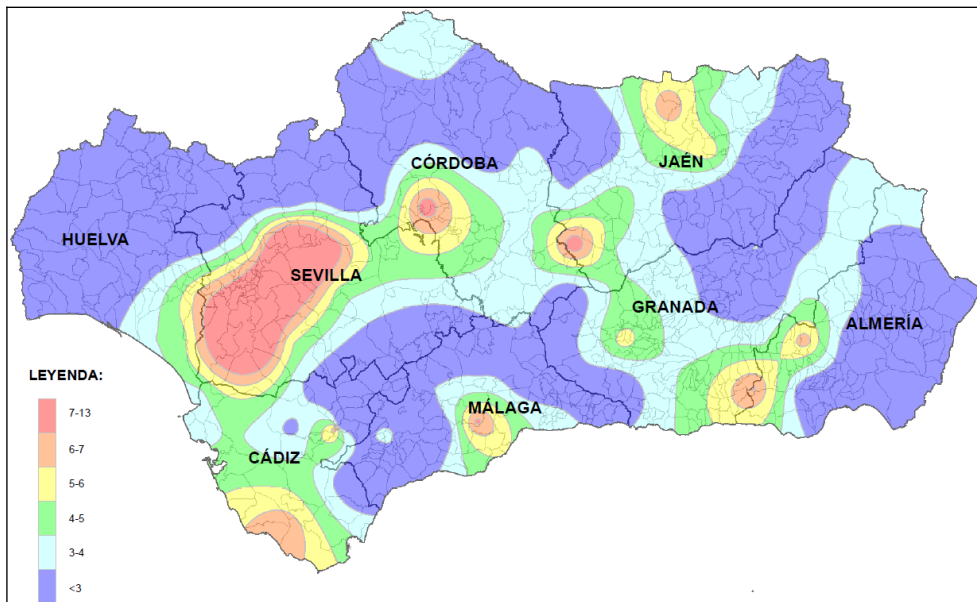 CÓRDOBA
JAÉN
HUELVA
SEVILLA
GRANADA
ALMERÍA
MÁLAGA
CÁDIZ
LEYENDA:
7-13
6-7
5-6
4-5
3-4
<3